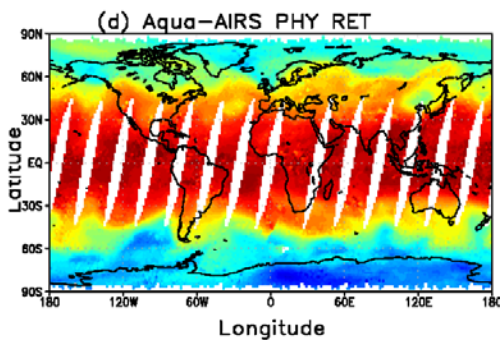 (d) Aqua-AIRS PHY RET
90N
60N
30N
EQ
130S
60S
90S
Latitude
180 120W 60W 0 60E 120E 180
Longitude